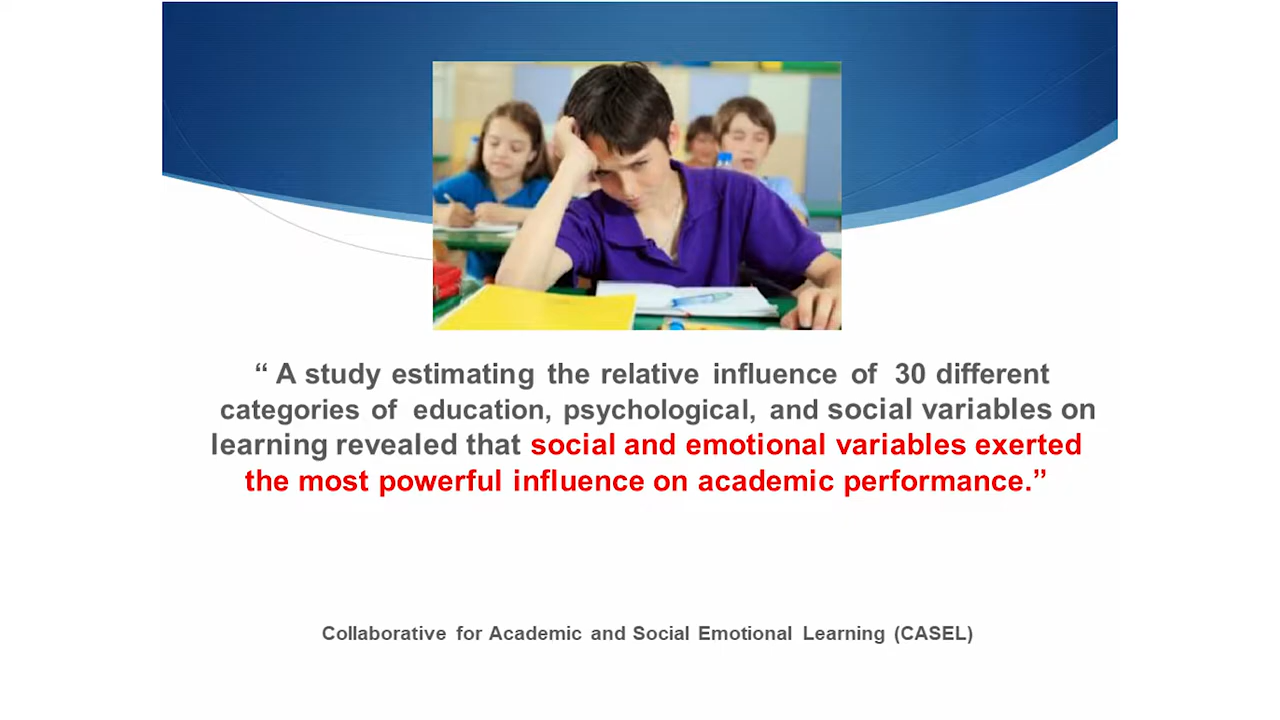 “ A study estimating the relative influence of 30 different
categories of education, psychological, and social variables on
learning revealed that social and emotional variables exerted
the most powerful influence on academic performance.”
Collaborative for Academic and Social Emotional Learning (CASEL)